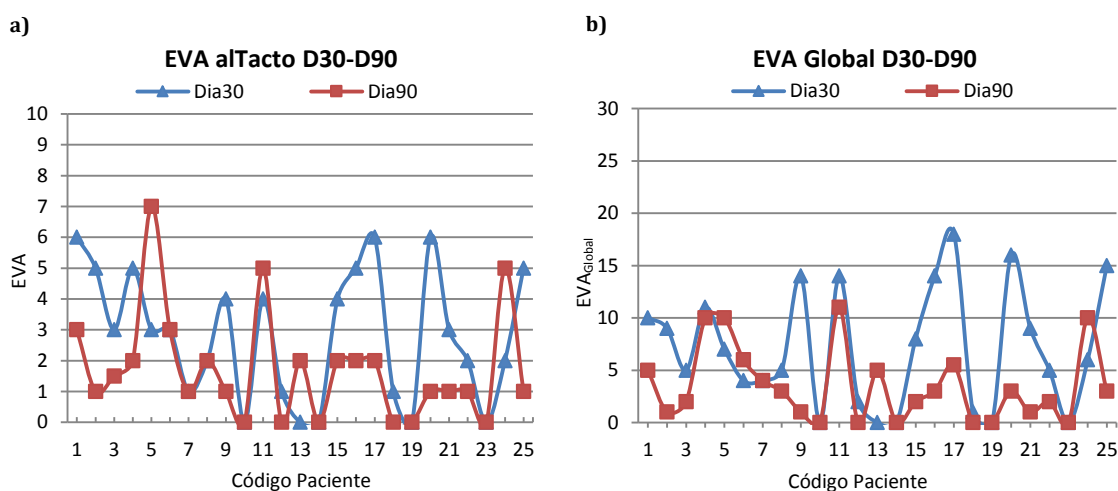 a)
EVA alTacto D30-D90
Dia30 Dia90
10
9
8
7
6
5
4
3
2
1
0
EVA
1 3 5 7 9 11 13 15 17 19 21 23 25
Código Paciente
b)
EVA Global D30-D90
Dia30 Dia90
30
25
20
15
10
5
0
EVAGlobal
1 3 5 7 9 11 13 15 17 19 21 23 25
Código Paciente